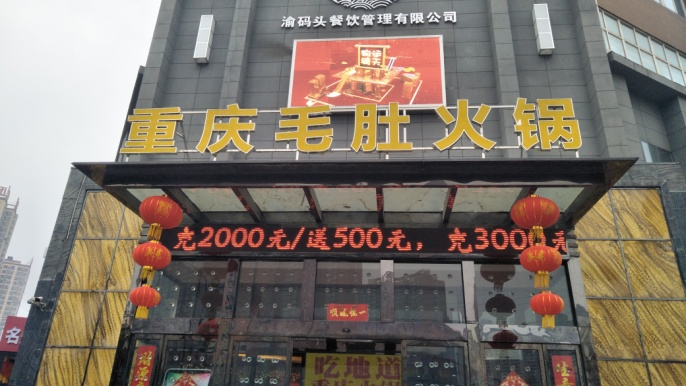 渝码头餐饮管理有限公司
重庆毛肚火锅
充2000元/送500元，充3000元
吃地道
名